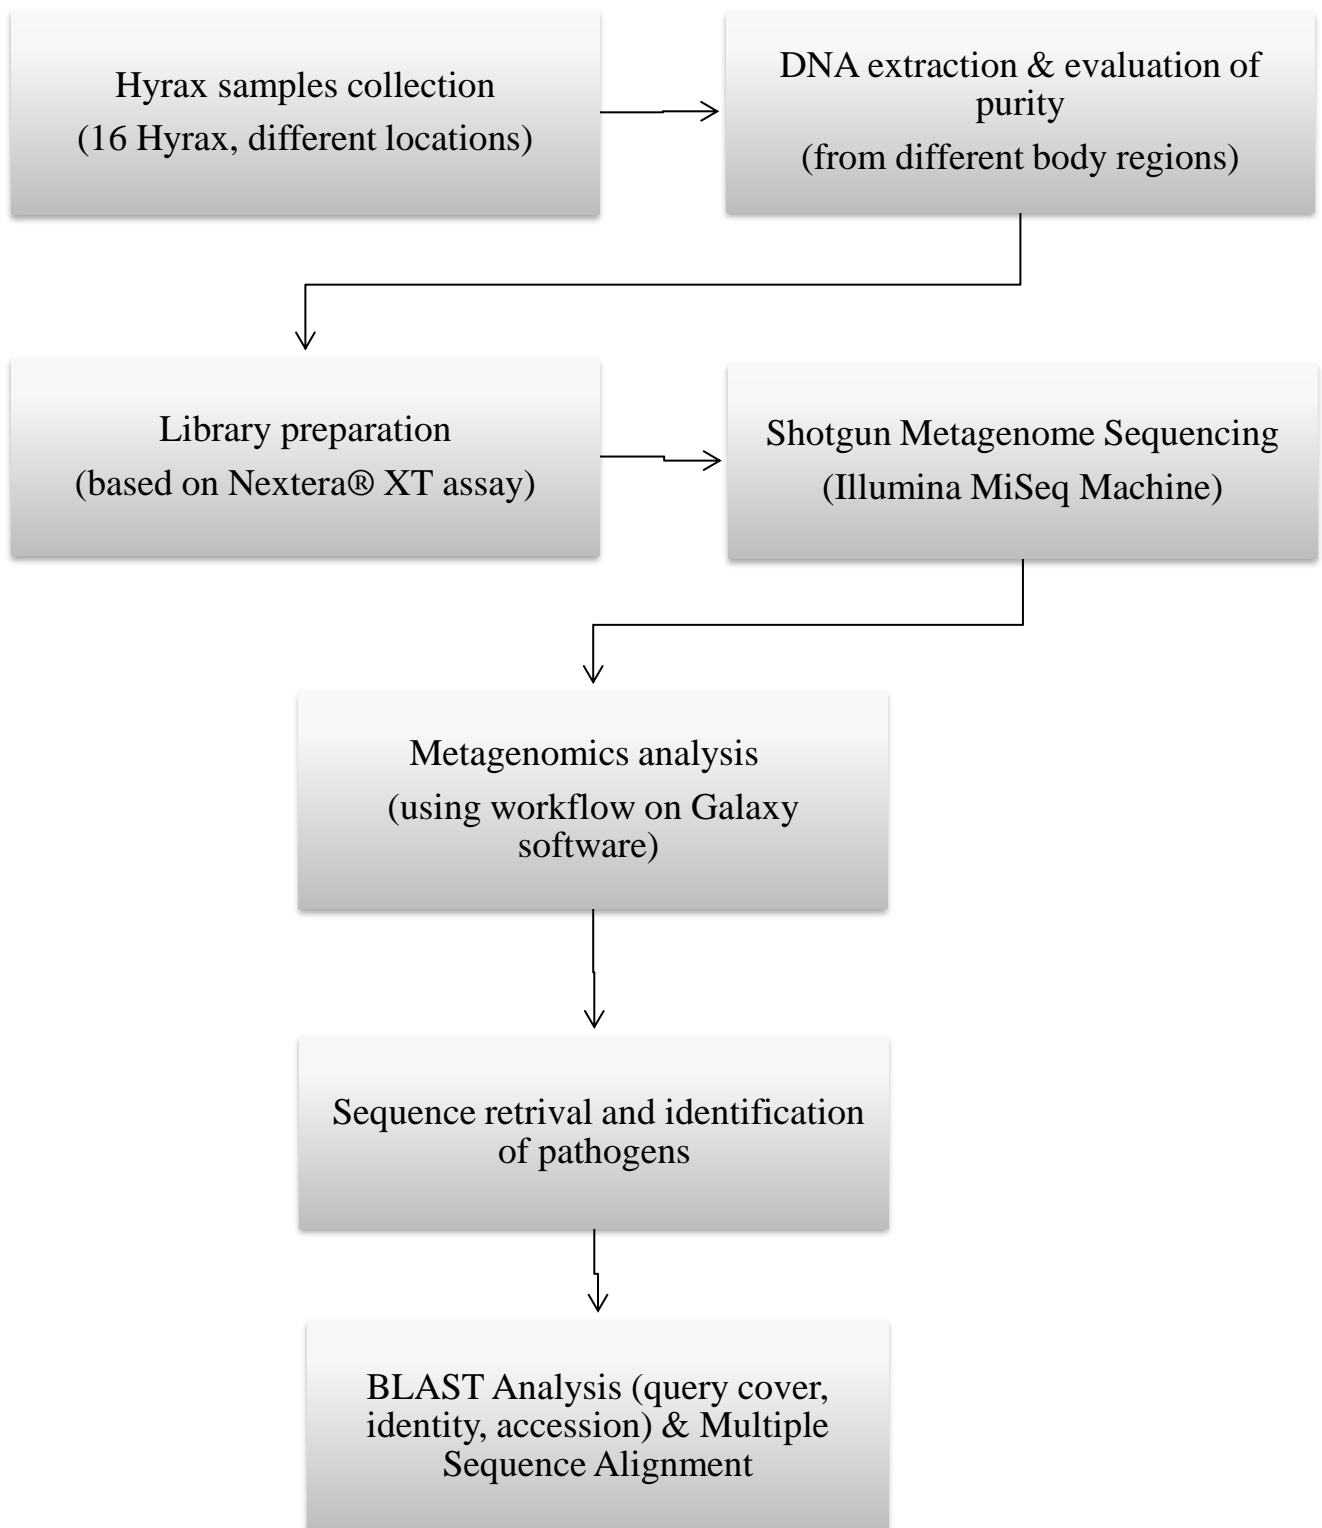 Hyrax samples collection
(16 Hyrax, different locations)
DNA extraction & evaluation of
purity
(from different body regions)
Library preparation
(based on Nextera® XT assay)
Shotgun Metagenome Sequencing
(Illumina MiSeq Machine)
Metagenomics analysis
(using workflow on Galaxy
software)
Sequence retrival and identification
of pathogens
BLAST Analysis (query cover,
identity, accession) & Multiple
Sequence Alignment